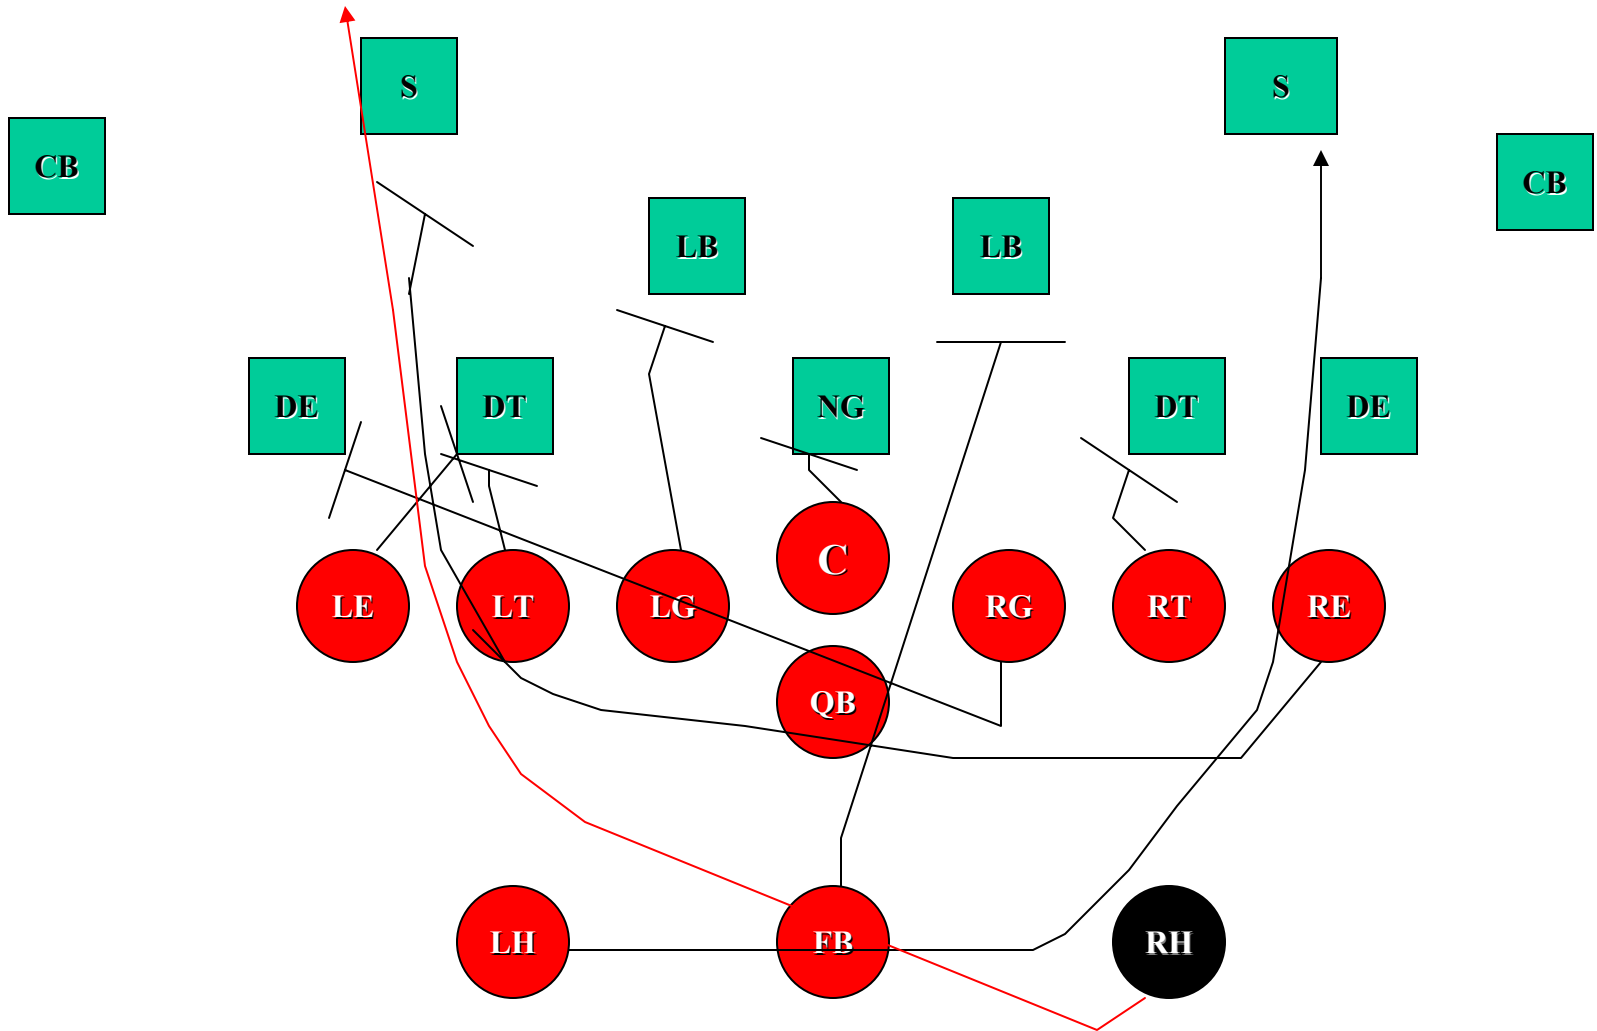 S
S
CB
CB
LB
LB
DE
DT
NG
DT
DE
C
LE
LT
LG
RG
RT
RE
QB
LH
FB
RH